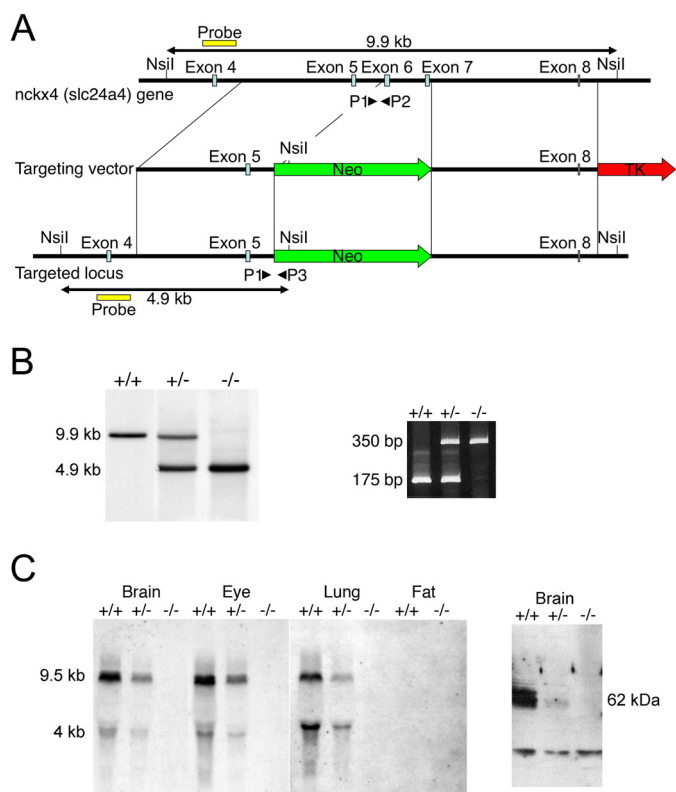 A
Probe
9.9 kb
NsiI Exon 4 Exon 5 Exon 6 Exon 7 Exon 8 NsiI
nckx4 (slc24a4) gene
P1 P2
Exon 5 NsiI Exon 8
Targeting vector Neo TK
NsiI Exon 4 Exon 5 NsiI Exon 8 NsiI
Neo
Targeted locus P1 P3
4.9 kb
Probe
B
+/+ +/- -/-
9.9 kb
4.9 kb
+/+ +/- -/-
350 bp
175 bp
C
Brain Eye Lung Fat
+/+ +/- -/- +/+ +/- -/- +/+ +/- -/- +/+ -/-
9.5 kb
4 kb
Brain
+/+ +/- -/-
62 kDa